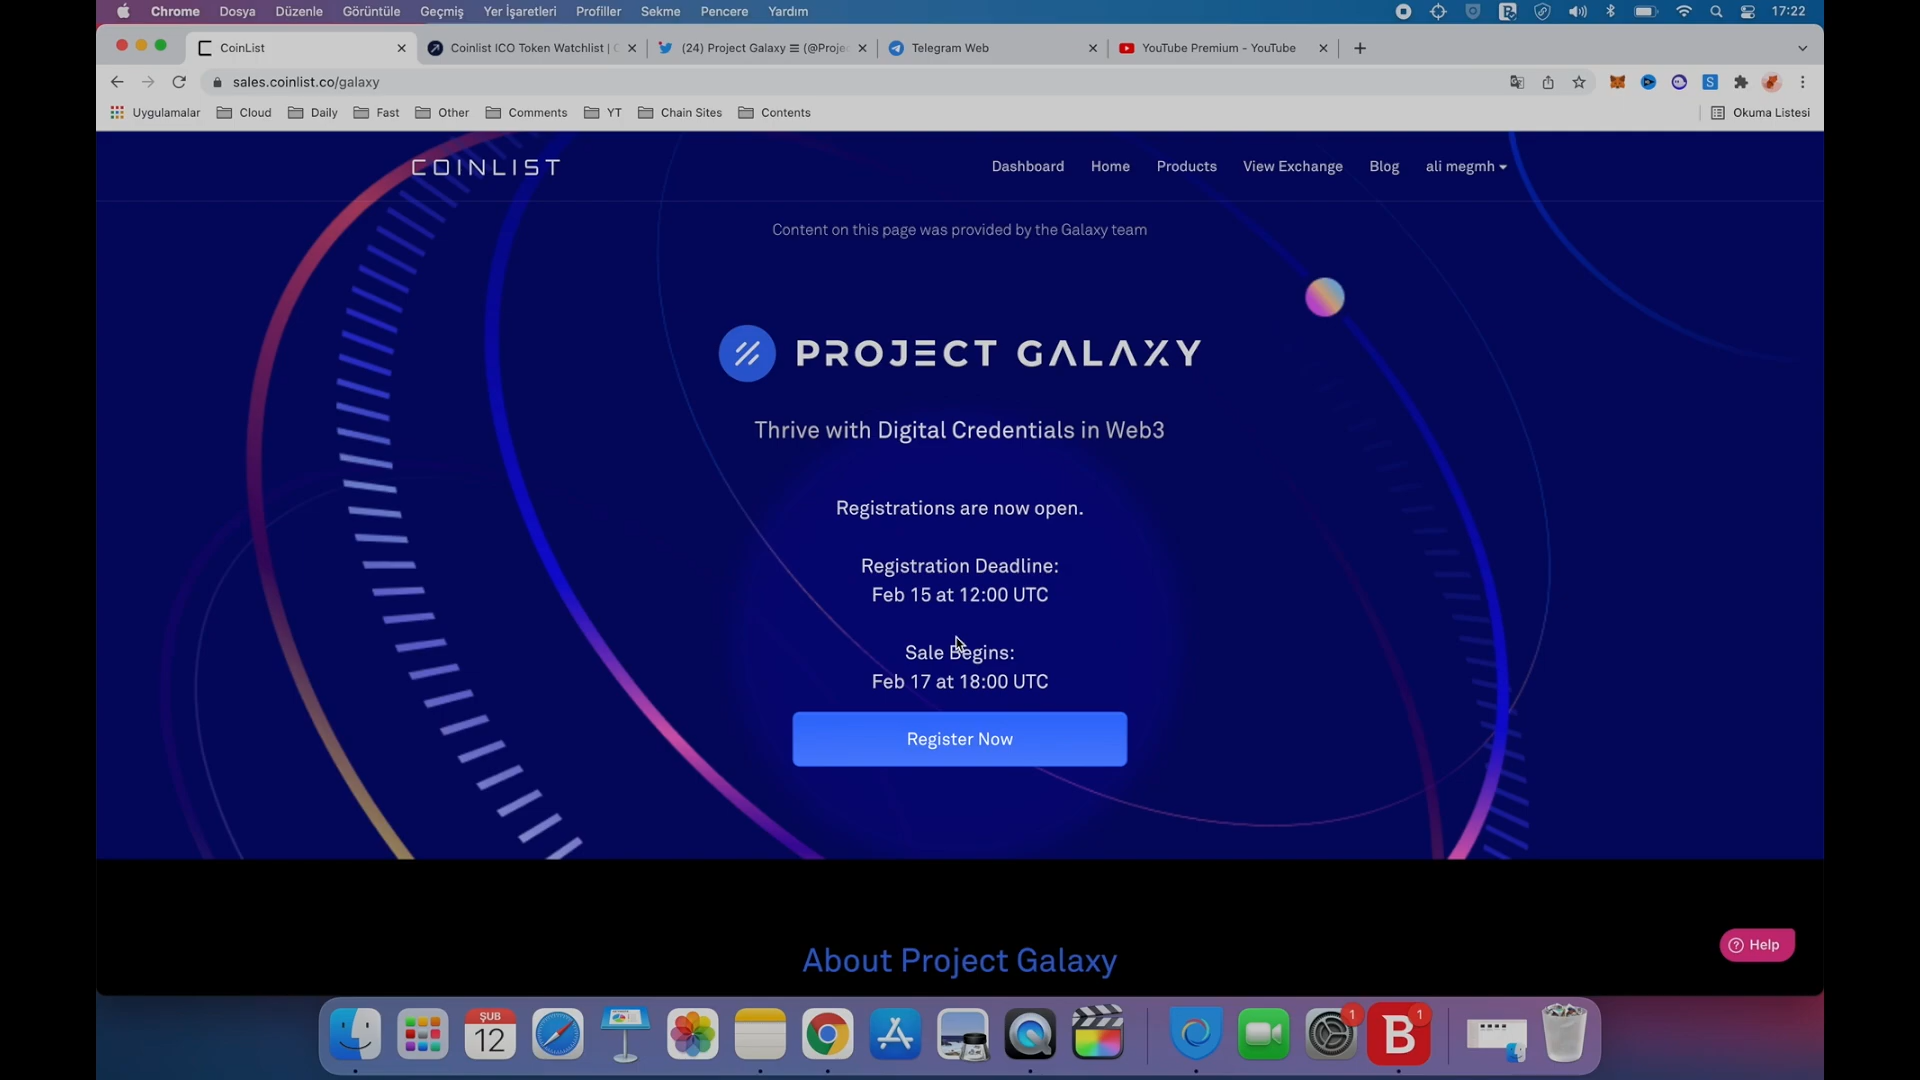 Chrome Dosya Düzenle Görüntüle Geçmiş Yer İşaretleri Profiller Sekme Pencere Yardım 17:22
CoinList Coinlist ICO Token Watchlist | (24) Project Galaxy (@Proje Telegram Web YouTube Premium - YouTube
sales.coinlist.co/galaxy
Uygulamalar Cloud Daily Fast Other Comments YT Chain Sites Contents Okuma Listesi
COINLIST Dashboard Home Products View Exchange Blog ali megmh
Content on this page was provided by the Galaxy team
PROJECT GALAXY
Thrive with Digital Credentials in Web3
Registrations are now open.
Registration Deadline:
Feb 15 at 12:00 UTC
Sale Begins:
Feb 17 at 18:00 UTC
Register Now
About Project Galaxy
Help
ŞUB
12
1
B
1